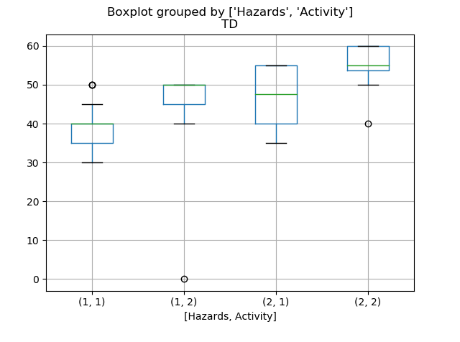 Boxplot grouped by ['Hazards', 'Activity']
TD
60
50
40
30
20
10
0
(1, 1) (1, 2) (2, 1) (2, 2)
[Hazards, Activity]